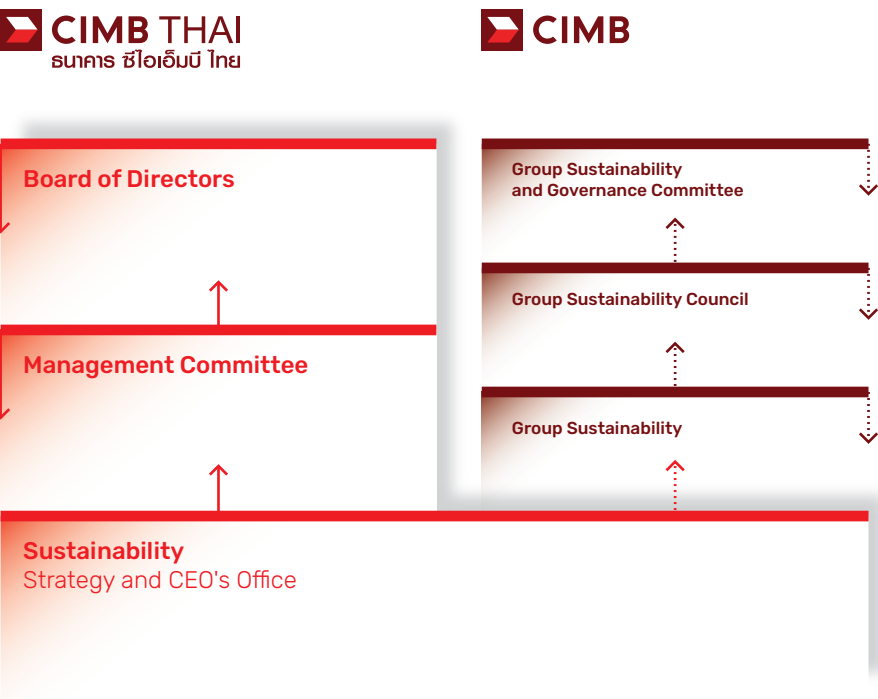 CIMB THAI
ธนาคาร ซีไอเอ็มบี ไทย
CIMB
Board of Directors
Management Committee
Group Sustainability
and Governance Committee
Group Sustainability Council
Group Sustainability
Sustainability
Strategy and CEO's Office